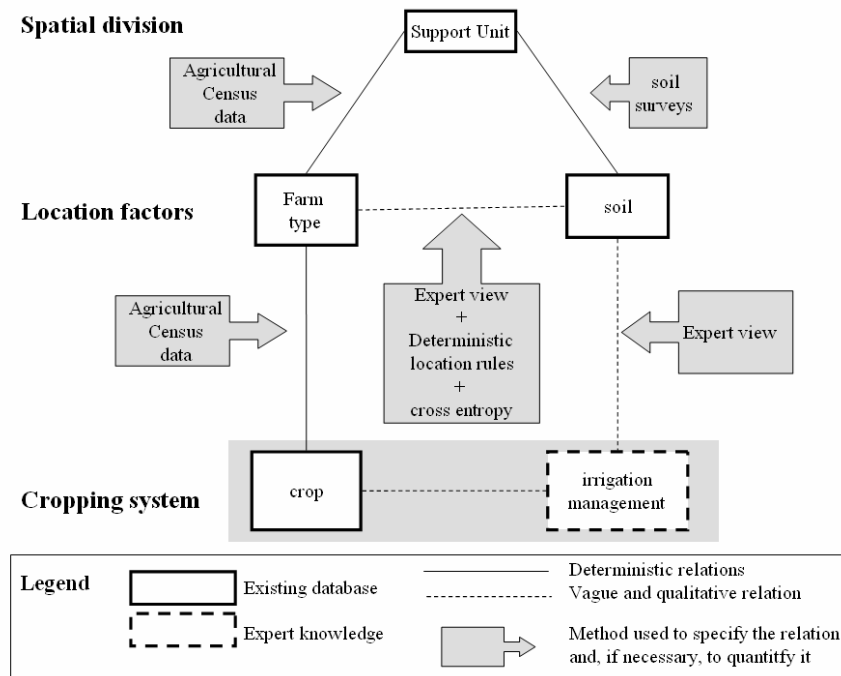 Spatial division
Support Unit
Agricultural
Census
data
soil
surveys
Location factors
Farm
type
soil
Agricultural
Census
data
Expert view
+
Deterministic
location rules
+
cross entropy
Expert view
Cropping system
crop
irrigation
management
Legend
Existing database
Expert knowledge
Deterministic relations
Vague and qualitative relation
Method used to specify the relation
and, if necessary, to quantitfy it